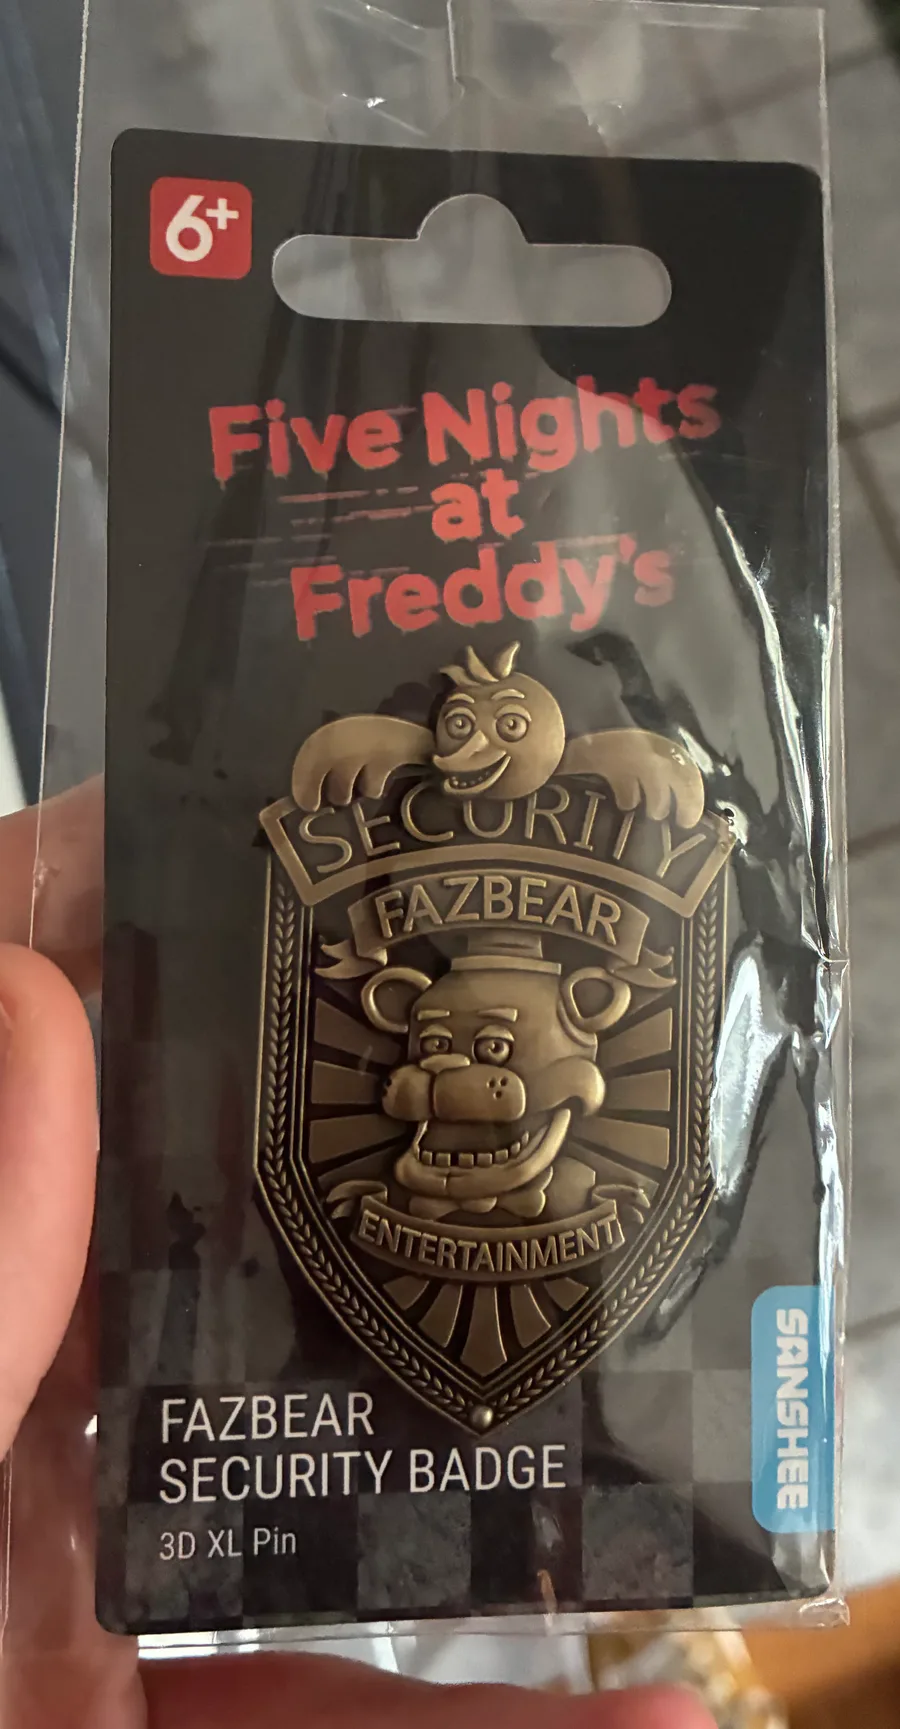 6+
Five Nights
at
Freddy's
SECURITY
FAZBEAR
ENTERTAINMENT
FAZBEAR
SECURITY BADGE
3D XL Pin
SANSHEE